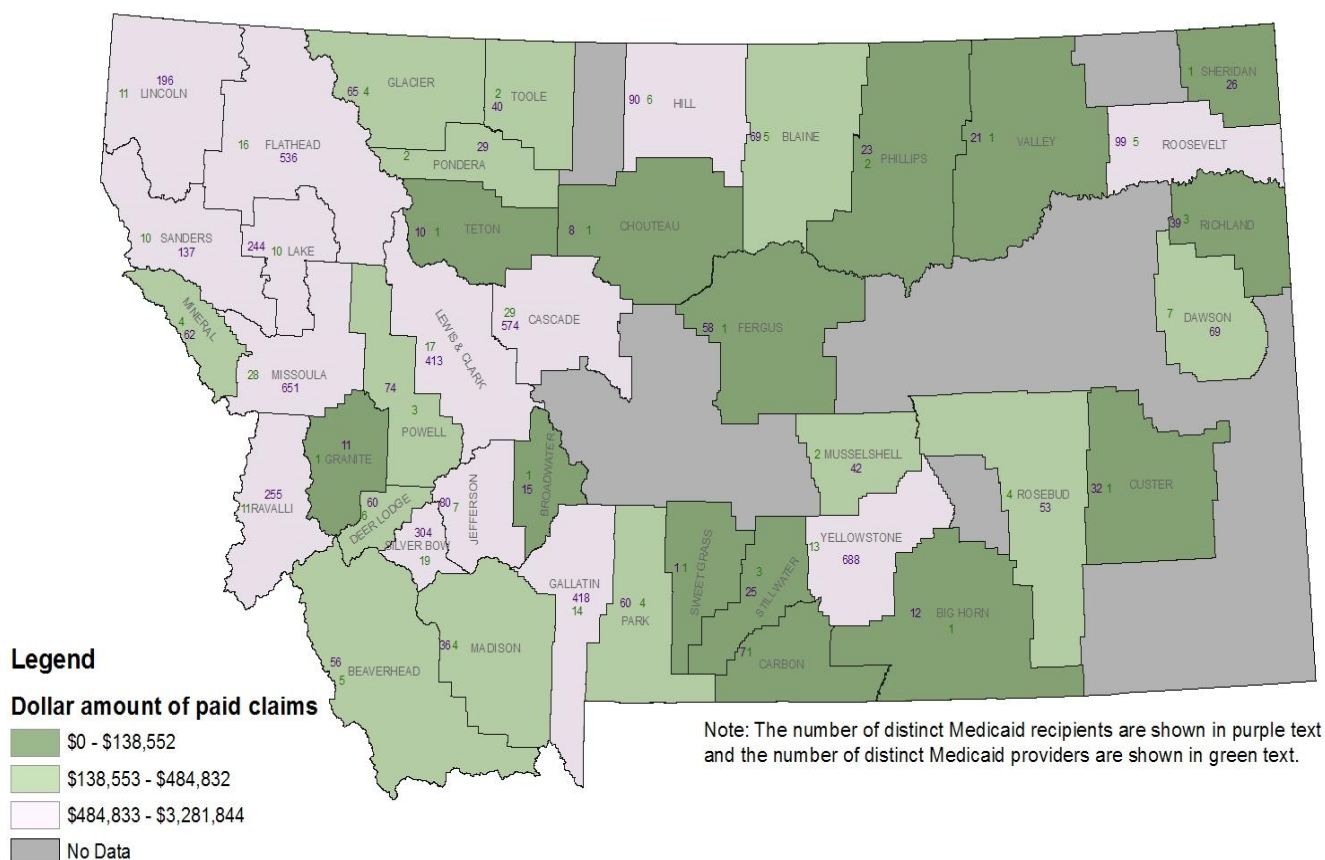 196
11 LINCOLN
16 FLATHEAD
536
65 4 GLACIER
2 TOOLE
40
29
2 PONDERA
90 6 HILL
69 5 BLAINE
23
2 PHILLIPS
21 1 VALLEY
1 SHERIDAN
26
99 5 ROOSEVELT
39 3
RICHLAND
7 DAWSON
69
10 SANDERS
137
244 10 LAKE
10 1 TETON
8 1 CHOUTEAU
MINERAL
4
62
28 MISSOULA
651
74
3
POWELL
LEWIS & CLARK
17
413
29
574 CASCADE
58 1 FERGUS
11
1 GRANITE
255
11 RAVALLI
60
6
DEER LODGE
304
SILVER BOW
19
80 7 JEFFERSON
1
15 BROADWATER
2 MUSSELSHELL
42
4 ROSEBUD
53
32 1 CUSTER
13 YELLOWSTONE
688
GALLATIN
418
14
60 4
PARK
1 1 SWEET GRASS
3
25
STILLWATER
12 BIG HORN
1
7 1 CARBON
56
5 BEAVERHEAD
36 4 MADISON
Legend
Dollar amount of paid claims
$0 - $138,552
$138,553 - $484,832
$484,833 - $3,281,844
No Data
Note: The number of distinct Medicaid recipients are shown in purple text
and the number of distinct Medicaid providers are shown in green text.